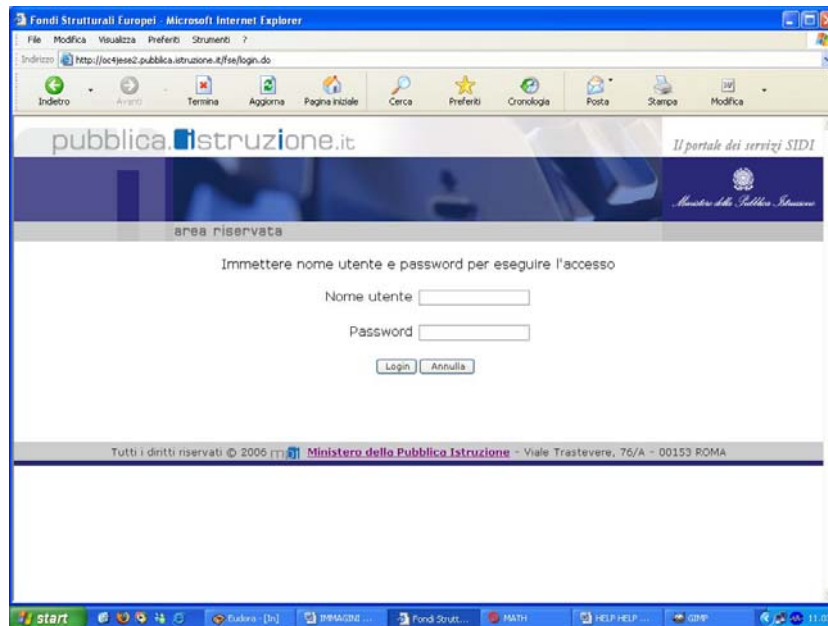 Fondi Strutturali Europei - Microsoft Internet Explorer
File Modifica Visualizza Preferiti Strumenti ?
Indirizzo http://oc4jese2.pubblica.istruzione.it/fse/login.do
Indietro Avanti Termina Aggiorna Pagina iniziale Cerca Preferiti Cronologia Posta Stampa Modifica
pubblica.istruzione.it
Il portale dei servizi SIDI
Ministero della Pubblica Istruzione
area riservata
Immettere nome utente e password per eseguire l'accesso
Nome utente
Password
Login Annulla
Tutti i diritti riservati © 2006 mpi Ministero della Pubblica Istruzione - Viale Trastevere, 76/A - 00153 ROMA
start Eudora - [In] IMMAGINI ... Fondi Strutt... MATH HELP HELP ... GIMP 11.0